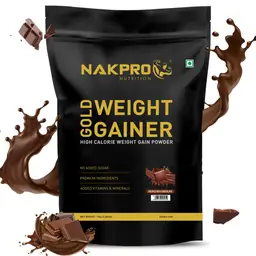 NAKPRO
NUTRITION
GOLD
WEIGHT
GAINER
HIGH CALORIE WEIGHT GAIN POWDER
NO ADDED SUGAR
PREMIUM INGREDIENTS
ADDED VITAMINS & MINERALS